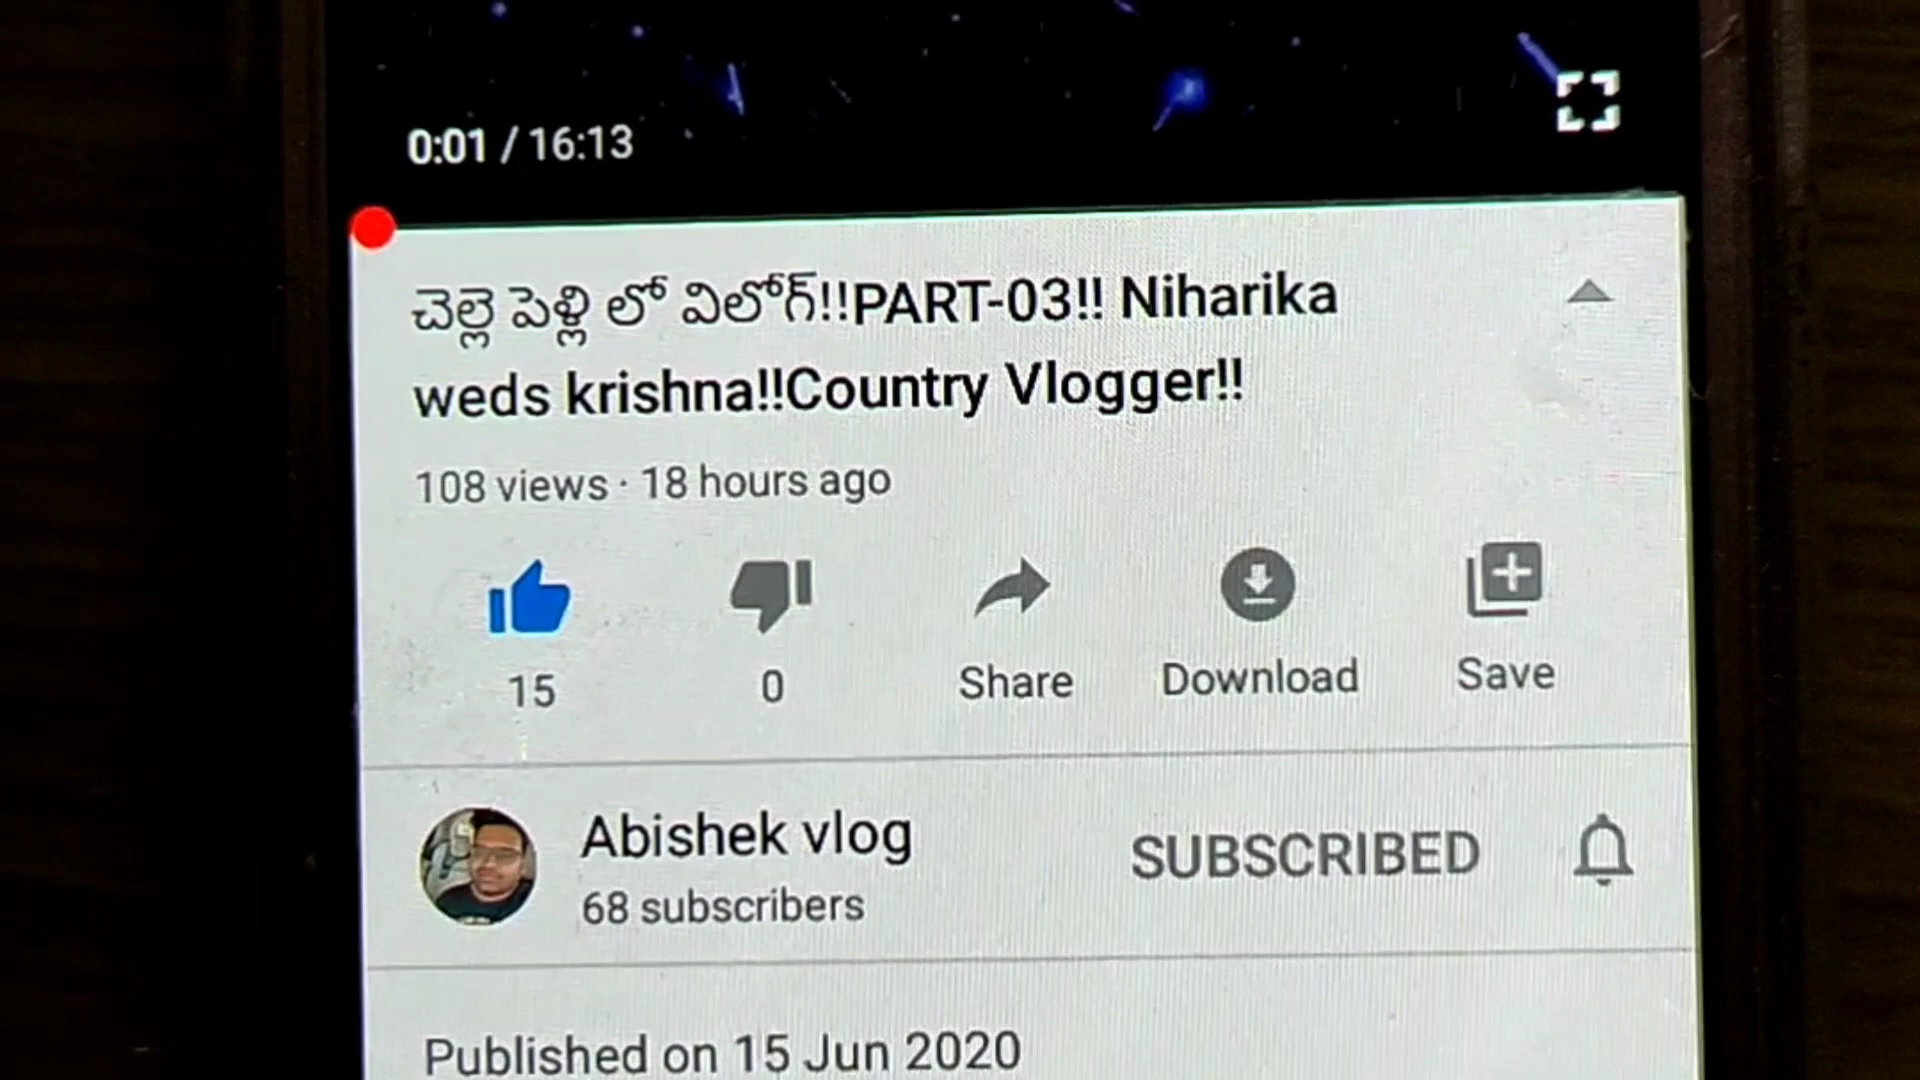 0:01 / 16:13
చెల్లె పెళ్లి లో విలోగ్!!PART-03!! Niharika
weds krishna!!Country Vlogger!!
108 views · 18 hours ago
15 0 Share Download Save
Abishek vlog
SUBSCRIBED
68 subscribers
Published on 15 Jun 2020